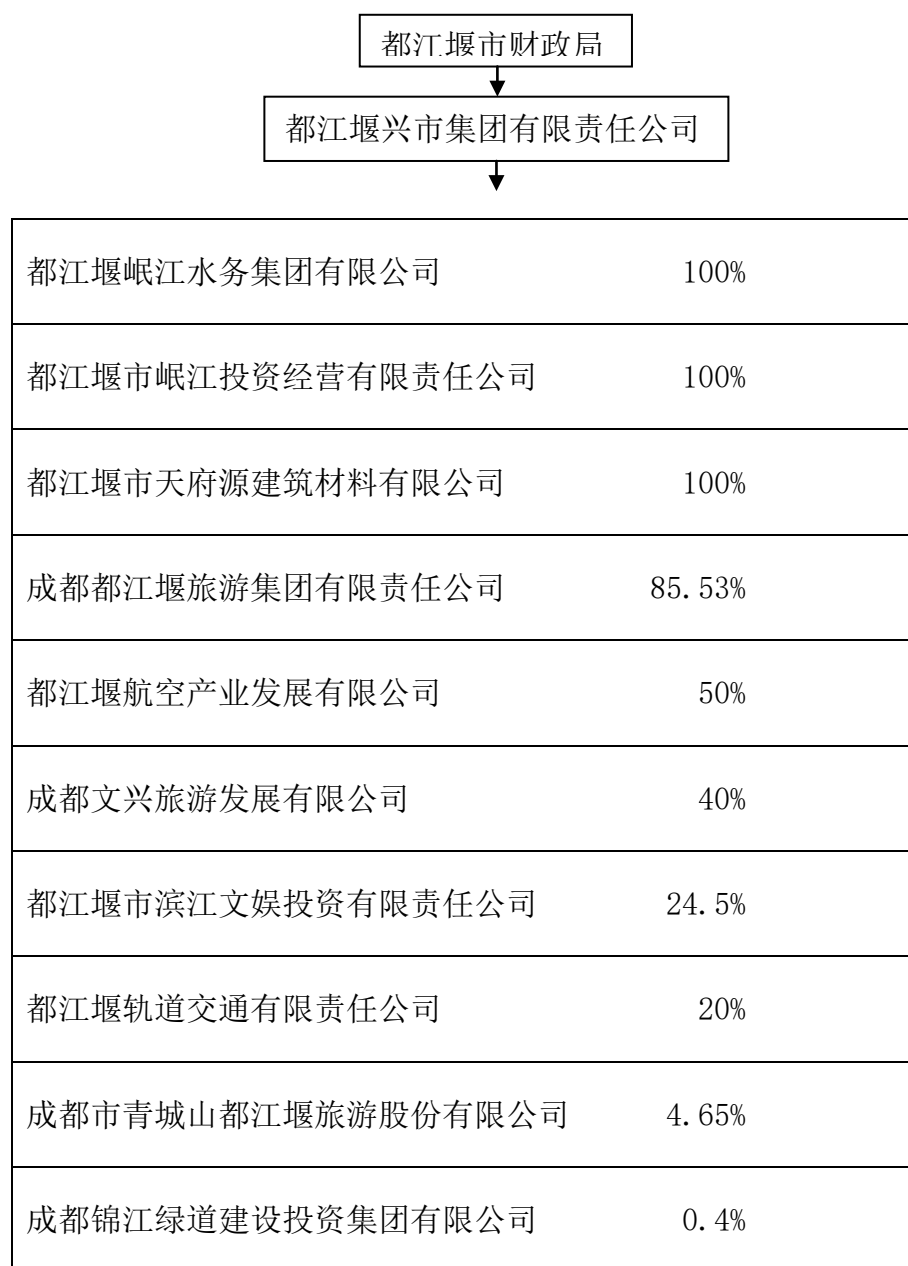 都江堰市财政局
都江堰兴市集团有限责任公司
都江堰岷江水务集团有限公司 100%
都江堰市岷江投资经营有限责任公司 100%
都江堰市天府源建筑材料有限公司 100%
成都都江堰旅游集团有限责任公司 85.53%
都江堰航空产业发展有限公司 50%
成都文兴旅游发展有限公司 40%
都江堰市滨江文娱投资有限责任公司 24.5%
都江堰轨道交通有限责任公司 20%
成都市青城山都江堰旅游股份有限公司 4.65%
成都锦江绿道建设投资集团有限公司 0.4%